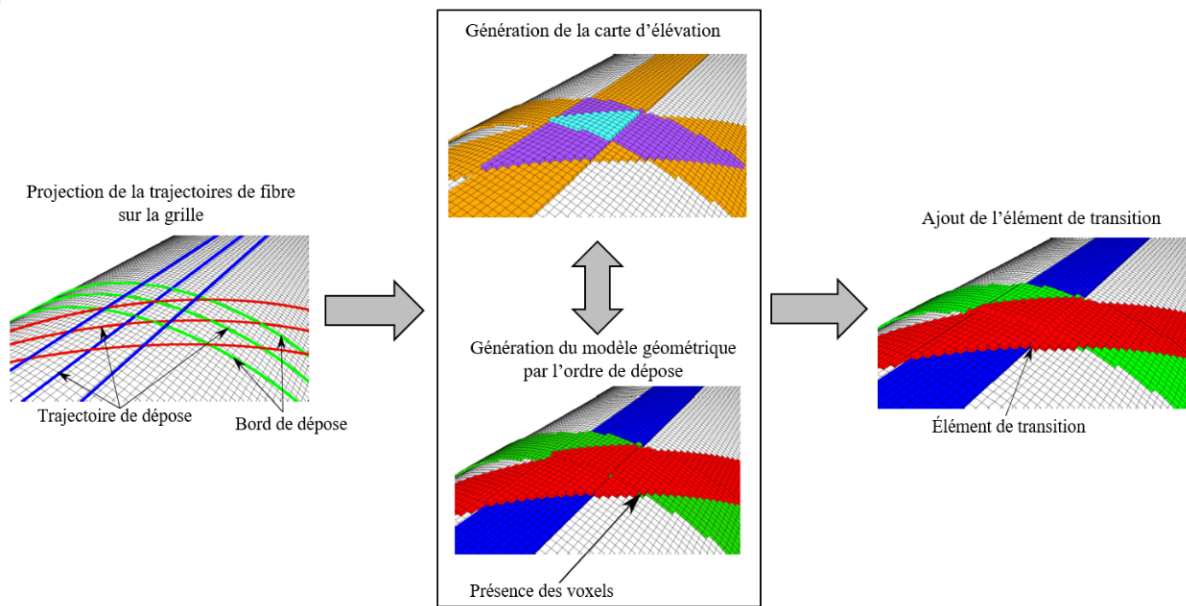 Projection de la trajectoires de fibre
sur la grille
Trajectoire de dépose
Bord de dépose
Génération de la carte d'élévation
Génération du modèle géométrique
par l'ordre de dépose
Présence des voxels
Ajout de l'élément de transition
Élément de transition